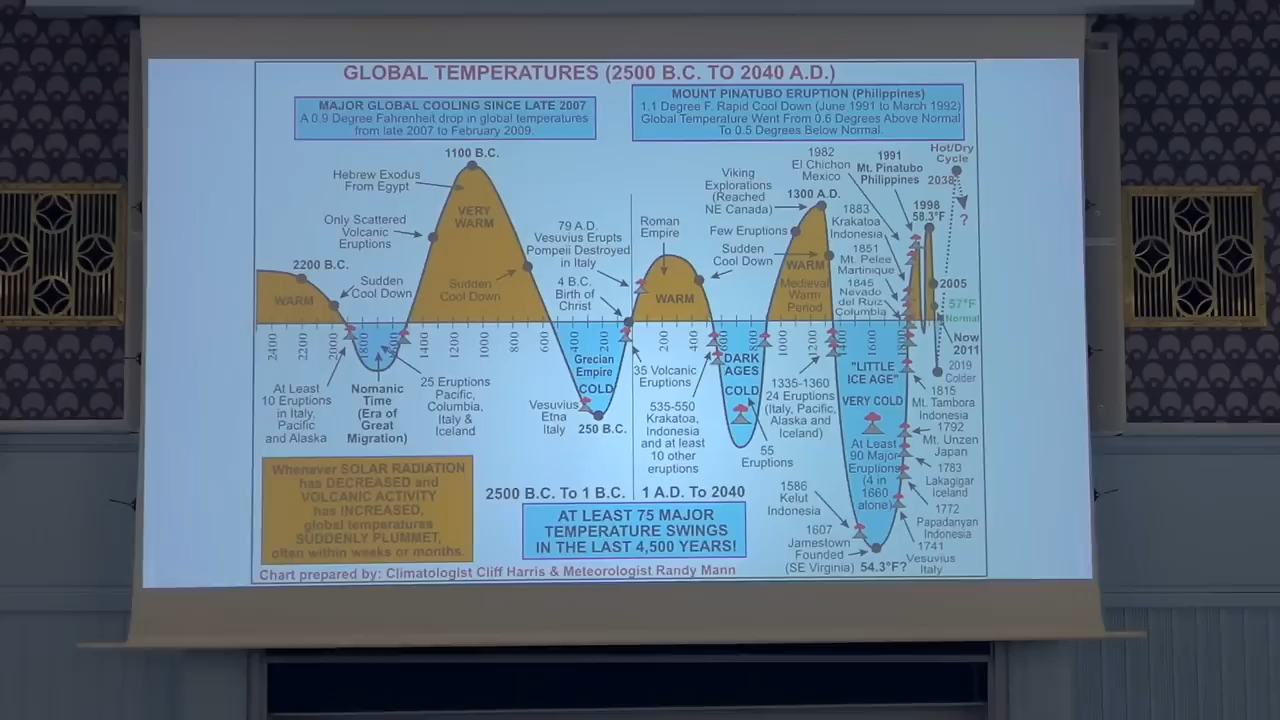 GLOBAL TEMPERATURES (2500 B.C. TO 2040 A.D.)
MAJOR GLOBAL COOLING SINCE LATE 2007
A 0.9 Degree Fahrenheit drop in global temperatures
from late 2007 to February 2009.
MOUNT PINATUBO ERUPTION (Philippines)
1.1 Degree F. Rapid Cool Down (June 1991 to March 1992)
Global Temperature Went From 0.6 Degrees Above Normal
To 0.5 Degrees Below Normal.
2200 B.C.
WARM
Sudden
Cool Down
Only Scattered
Volcanic
Eruptions
Hebrew Exodus
From Egypt
1100 B.C.
VERY
WARM
Sudden
Cool Down
79 A.D.
Vesuvius Erupts
Pompeii Destroyed
in Italy
4 B.C.
Birth of
Christ
Roman
Empire
WARM
Sudden
Cool Down
Few Eruptions
Viking
Explorations
(Reached
NE Canada)
1300 A.D.
WARM
Medieval
Warm
Period
1982
El Chichon
Mexico
1991
Mt. Pinatubo
Philippines
1883
Krakatoa
Indonesia
1851
Mt. Pelee
Martinique
1845
Nevado
del Ruiz
Columbia
Hot/Dry
Cycle
2038
?
1998
58.3°F
2005
57°F
Normal
Now
2011
2019
Colder
2400 2200 2000 1800 1400 1200 1000 800 600 400 200 200 400 600 800 1000 1200 1400 1600 1800
At Least
10 Eruptions
in Italy,
Pacific
and Alaska
Nomanic
Time
(Era of
Great
Migration)
25 Eruptions
Pacific,
Columbia,
Italy &
Iceland
Grecian
Empire
COLD
Vesuvius
Etna
Italy
250 B.C.
35 Volcanic
Eruptions
535-550
Krakatoa,
Indonesia
and at least
10 other
eruptions
DARK
AGES
COLD
55
Eruptions
1335-1360
24 Eruptions
(Italy, Pacific,
Alaska and
Iceland)
"LITTLE
ICE AGE"
VERY COLD
At Least
90 Major
Eruptions
(4 in
1660
alone)
1815
Mt. Tambora
Indonesia
1792
Mt. Unzen
Japan
1783
Lakagigar
Iceland
1772
Papadanyan
Indonesia
1741
Vesuvius
Italy
1586
Kelut
Indonesia
1607
Jamestown
Founded
(SE Virginia)
54.3°F?
Whenever SOLAR RADIATION
has DECREASED and
VOLCANIC ACTIVITY
has INCREASED,
global temperatures
SUDDENLY PLUMMET,
often within weeks or months.
2500 B.C. To 1 B.C.
1 A.D. To 2040
AT LEAST 75 MAJOR
TEMPERATURE SWINGS
IN THE LAST 4,500 YEARS!
Chart prepared by: Climatologist Cliff Harris & Meteorologist Randy Mann